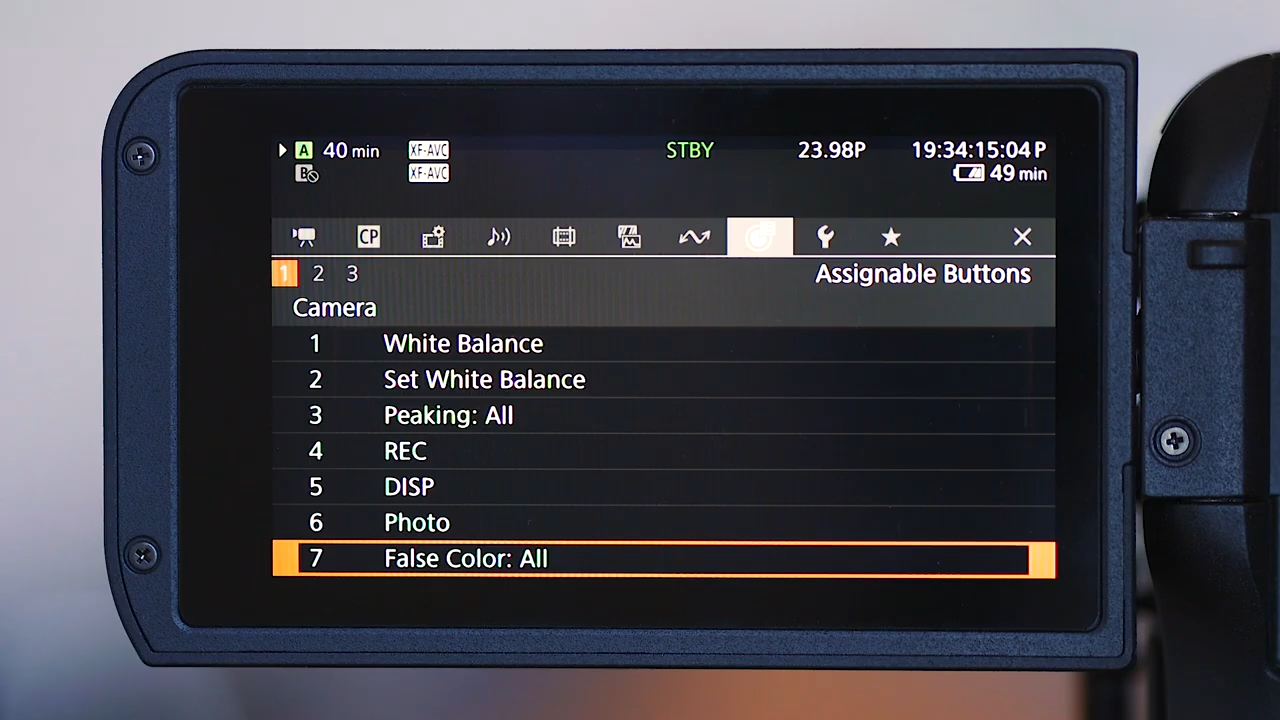 A 40 min XF-AVC STBY 23.98P 19:34:15:04 P
B XF-AVC 49 min
CP
1 2 3 Assignable Buttons
Camera
1 White Balance
2 Set White Balance
3 Peaking: All
4 REC
5 DISP
6 Photo
7 False Color: All